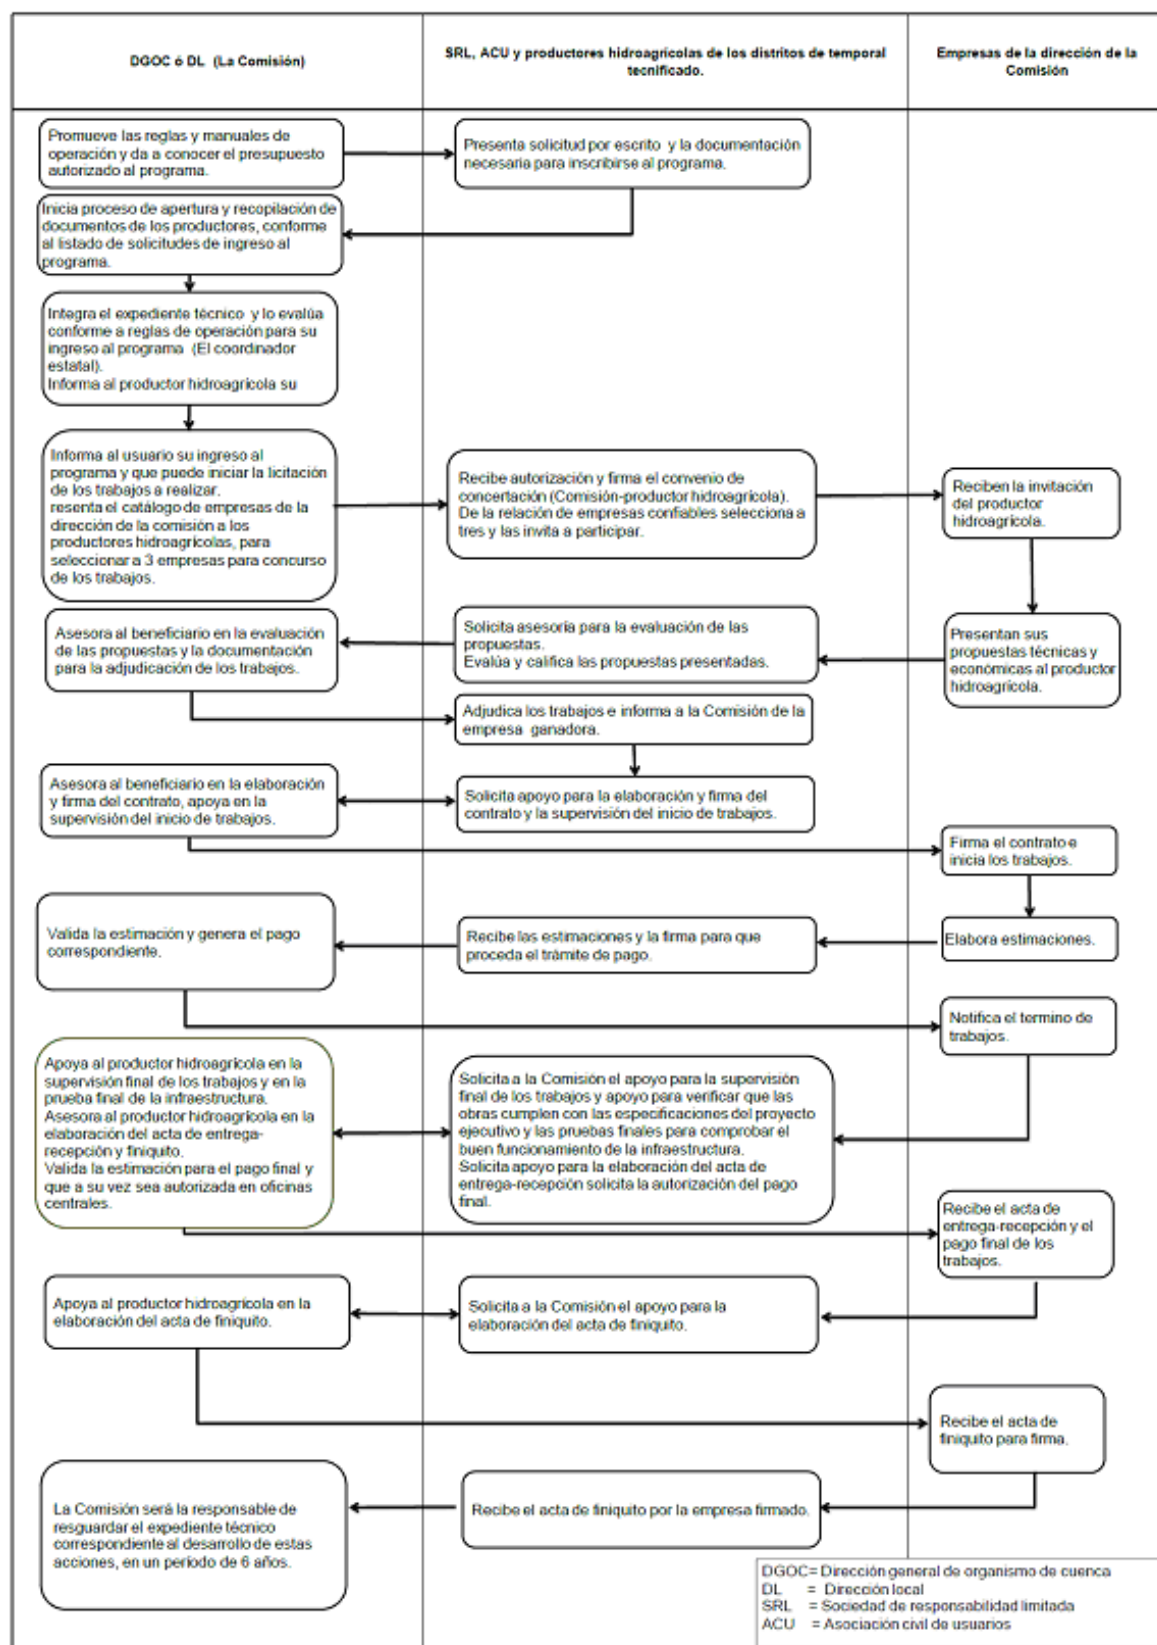 DGOC ó DL (La Comisión)
SRL, ACU y productores hidroagrícolas de los distritos de temporal
tecnificado.
Empresas de la dirección de la
Comisión
Promueve las reglas y manuales de
operación y da a conocer el presupuesto
autorizado al programa.
Presenta solicitud por escrito y la documentación
necesaria para inscribirse al programa.
Inicia proceso de apertura y recopilación de
documentos de los productores, conforme
al listado de solicitudes de ingreso al
programa.
Integra el expediente técnico y lo evalúa
conforme a reglas de operación para su
ingreso al programa (El coordinador
estatal).
Informa al productor hidroagrícola su
Informa al usuario su ingreso al
programa y que puede iniciar la licitación
de los trabajos a realizar.
resenta el catálogo de empresas de la
dirección de la comisión a los
productores hidroagrícolas, para
seleccionar a 3 empresas para concurso
de los trabajos.
Recibe autorización y firma el convenio de
concertación (Comisión-productor hidroagrícola).
De la relación de empresas confiables selecciona a
tres y las invita a participar.
Reciben la invitación
del productor
hidroagrícola.
Asesora al beneficiario en la evaluación
de las propuestas y la documentación
para la adjudicación de los trabajos.
Solicita asesoría para la evaluación de las
propuestas.
Evalúa y califica las propuestas presentadas.
Presentan sus
propuestas técnicas y
económicas al productor
hidroagrícola.
Adjudica los trabajos e informa a la Comisión de la
empresa ganadora.
Asesora al beneficiario en la elaboración
y firma del contrato, apoya en la
supervisión del inicio de trabajos.
Solicita apoyo para la elaboración y firma del
contrato y la supervisión del inicio de trabajos.
Firma el contrato e
inicia los trabajos.
Valida la estimación y genera el pago
correspondiente.
Recibe las estimaciones y la firma para que
proceda el trámite de pago.
Elabora estimaciones.
Notifica el termino de
trabajos.
Apoya al productor hidroagrícola en la
supervisión final de los trabajos y en la
prueba final de la infraestructura.
Asesora al productor hidroagrícola en la
elaboración del acta de entrega-
recepción y finiquito.
Valida la estimación para el pago final y
que a su vez sea autorizada en oficinas
centrales.
Solicita a la Comisión el apoyo para la supervisión
final de los trabajos y apoyo para verificar que las
obras cumplen con las especificaciones del proyecto
ejecutivo y las pruebas finales para comprobar el
buen funcionamiento de la infraestructura.
Solicita apoyo para la elaboración del acta de
entrega-recepción solicita la autorización del pago
final.
Recibe el acta de
entrega-recepción y el
pago final de los
trabajos.
Apoya al productor hidroagrícola en la
elaboración del acta de finiquito.
Solicita a la Comisión el apoyo para la
elaboración del acta de finiquito.
Recibe el acta de
finiquito para firma.
La Comisión será la responsable de
resguardar el expediente técnico
correspondiente al desarrollo de estas
acciones, en un período de 6 años.
Recibe el acta de finiquito por la empresa firmado.
DGOC= Dirección general de organismo de cuenca
DL = Dirección local
SRL = Sociedad de responsabilidad limitada
ACU = Asociación civil de usuarios